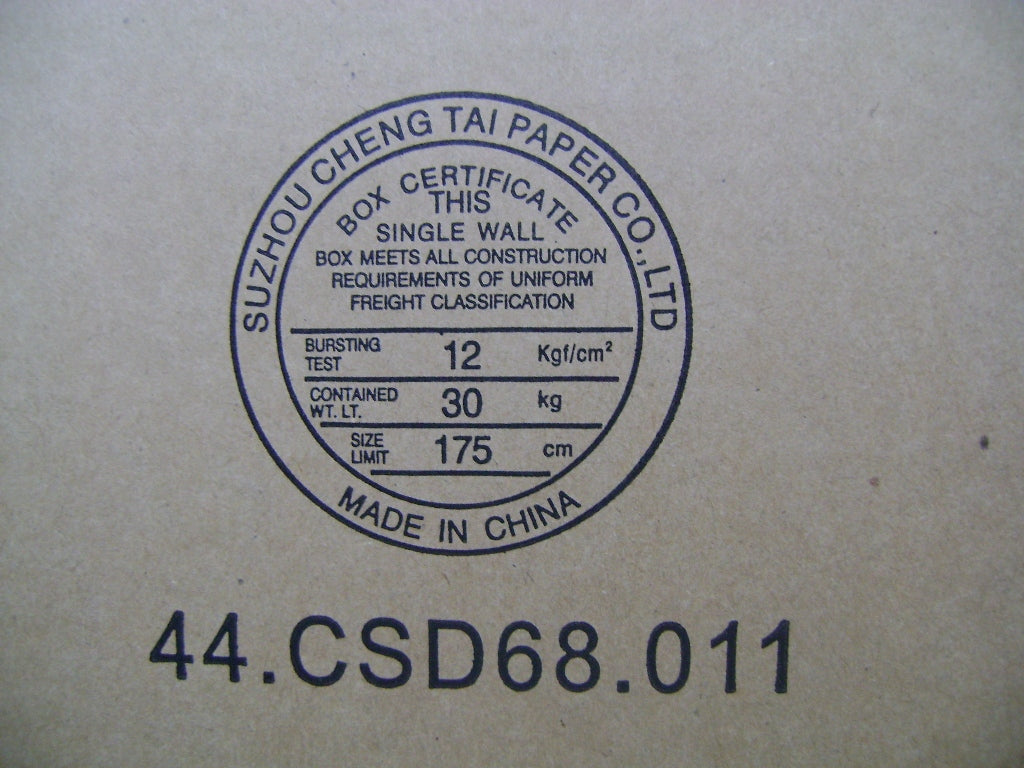 SUZHOU CHENG TAI PAPER CO.,LTD
BOX CERTIFICATE
THIS
SINGLE WALL
BOX MEETS ALL CONSTRUCTION
REQUIREMENTS OF UNIFORM
FREIGHT CLASSIFICATION
BURSTING TEST 12 Kgf/cm²
CONTAINED WT. LT. 30 kg
SIZE LIMIT 175 cm
MADE IN CHINA
44.CSD68.011